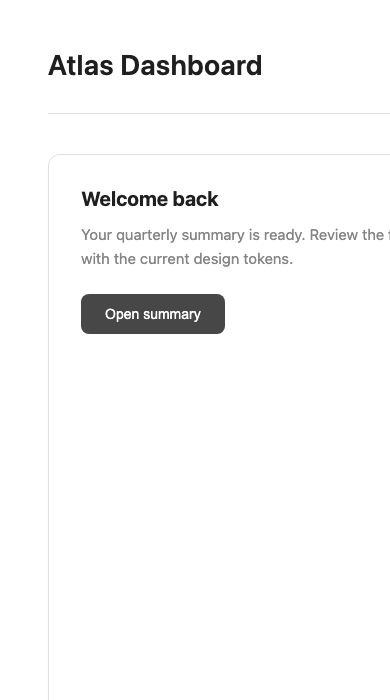 Atlas Dashboard
Welcome back
Your quarterly summary is ready. Review the
with the current design tokens.
Open summary